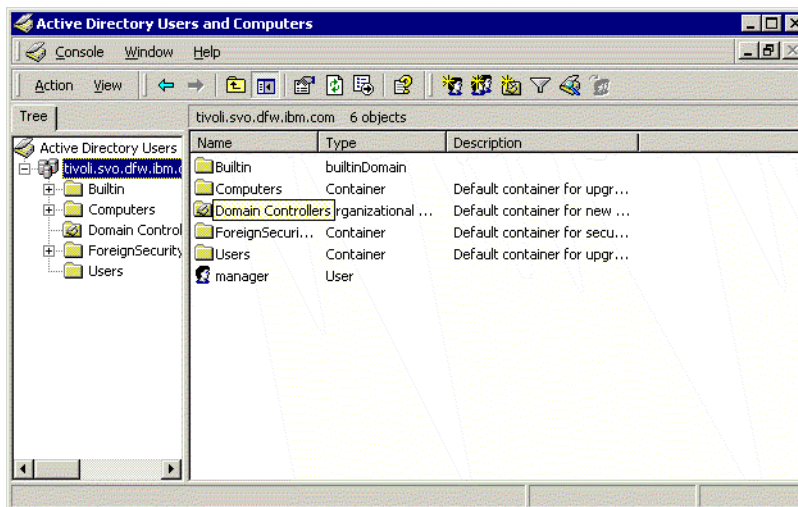 Active Directory Users and Computers
Console Window Help
Action View
Tree
tivoli.svo.dfw.ibm.com 6 objects
Active Directory Users
tivoli.svo.dfw.ibm.c
Builtin
Computers
Domain Control
ForeignSecurity
Users
Name Type Description
Builtin builtinDomain
Computers Container Default container for upgr...
Domain Controllers rganizational ... Default container for new ...
ForeignSecuri... Container Default container for secu...
Users Container Default container for upgr...
manager User